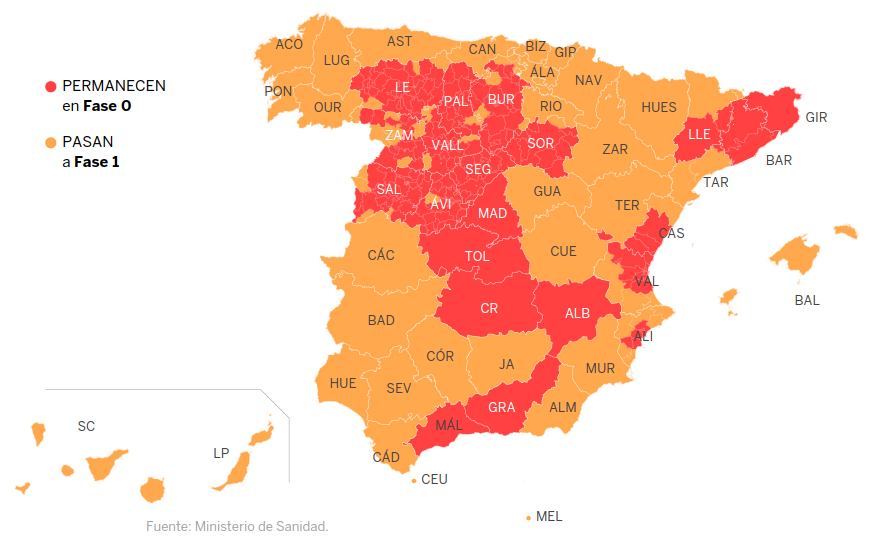 PERMANECEN
en Fase 0
PASAN
a Fase 1
ACO
LUG
AST
CAN
BIZ
GIP
ÁLA
NAV
PON
OUR
LE
PAL
BUR
RIO
HUES
GIR
ZAM
VALL
SOR
ZAR
LLE
BAR
SEG
TAR
SAL
ÁVI
MAD
GUA
TER
CAS
CÁC
TOL
CUE
VAL
BAL
BAD
CR
ALB
ALI
CÓR
JA
MUR
HUE
SEV
GRA
ALM
MÁL
CÁD
SC
LP
CEU
MEL
Fuente: Ministerio de Sanidad.